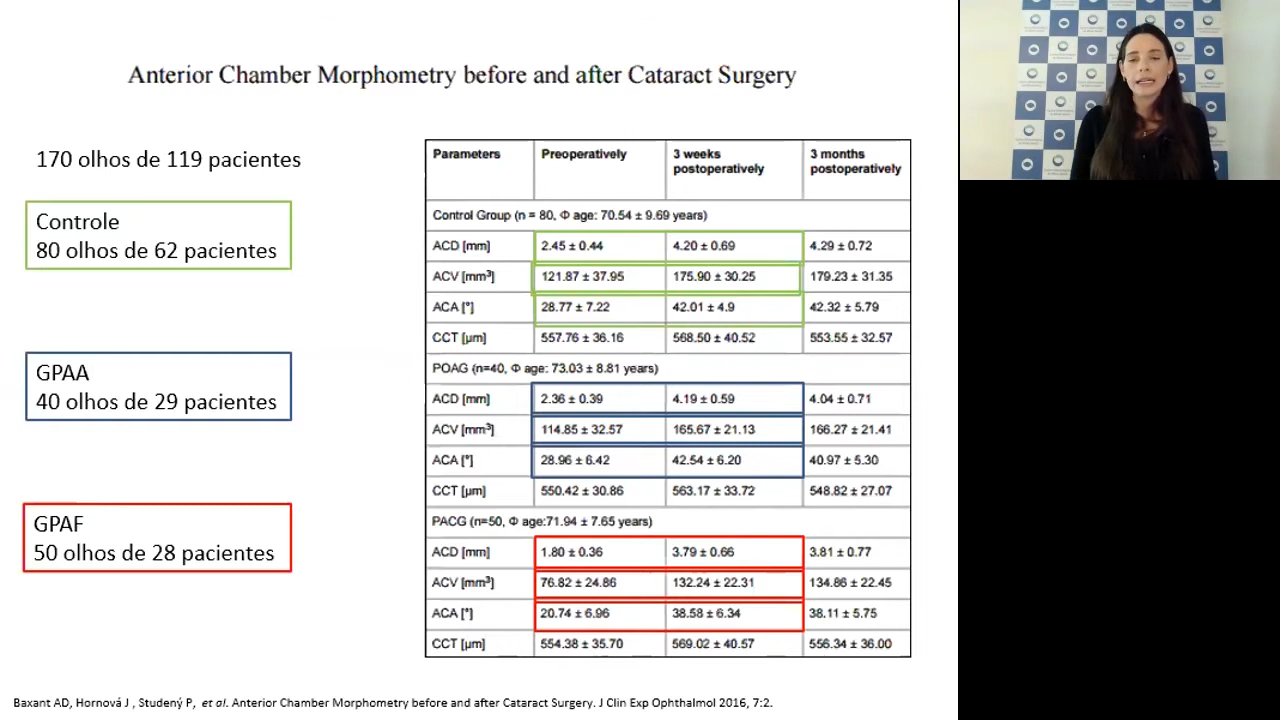 Anterior Chamber Morphometry before and after Cataract Surgery
170 olhos de 119 pacientes
Controle
80 olhos de 62 pacientes
GPAA
40 olhos de 29 pacientes
GPAF
50 olhos de 28 pacientes
Parameters Preoperatively 3 weeks postoperatively 3 months postoperatively
Control Group (n = 80, Φ age: 70.54 ± 9.69 years)
ACD [mm] 2.45 ± 0.44 4.20 ± 0.69 4.29 ± 0.72
ACV [mm³] 121.87 ± 37.95 175.90 ± 30.25 179.23 ± 31.35
ACA [°] 28.77 ± 7.22 42.01 ± 4.9 42.32 ± 5.79
CCT [μm] 557.76 ± 36.16 568.50 ± 40.52 553.55 ± 32.57
POAG (n=40, Φ age: 73.03 ± 8.81 years)
ACD [mm] 2.36 ± 0.39 4.19 ± 0.59 4.04 ± 0.71
ACV [mm³] 114.85 ± 32.57 165.67 ± 21.13 166.27 ± 21.41
ACA [°] 28.96 ± 6.42 42.54 ± 6.20 40.97 ± 5.30
CCT [μm] 550.42 ± 30.86 563.17 ± 33.72 548.82 ± 27.07
PACG (n=50, Φ age:71.94 ± 7.65 years)
ACD [mm] 1.80 ± 0.36 3.79 ± 0.66 3.81 ± 0.77
ACV [mm³] 76.82 ± 24.86 132.24 ± 22.31 134.86 ± 22.45
ACA [°] 20.74 ± 6.96 38.58 ± 6.34 38.11 ± 5.75
CCT [μm] 554.38 ± 35.70 569.02 ± 40.57 556.34 ± 36.00
Baxant AD, Hornová J , Studený P, et al. Anterior Chamber Morphometry before and after Cataract Surgery. J Clin Exp Ophthalmol 2016, 7:2.